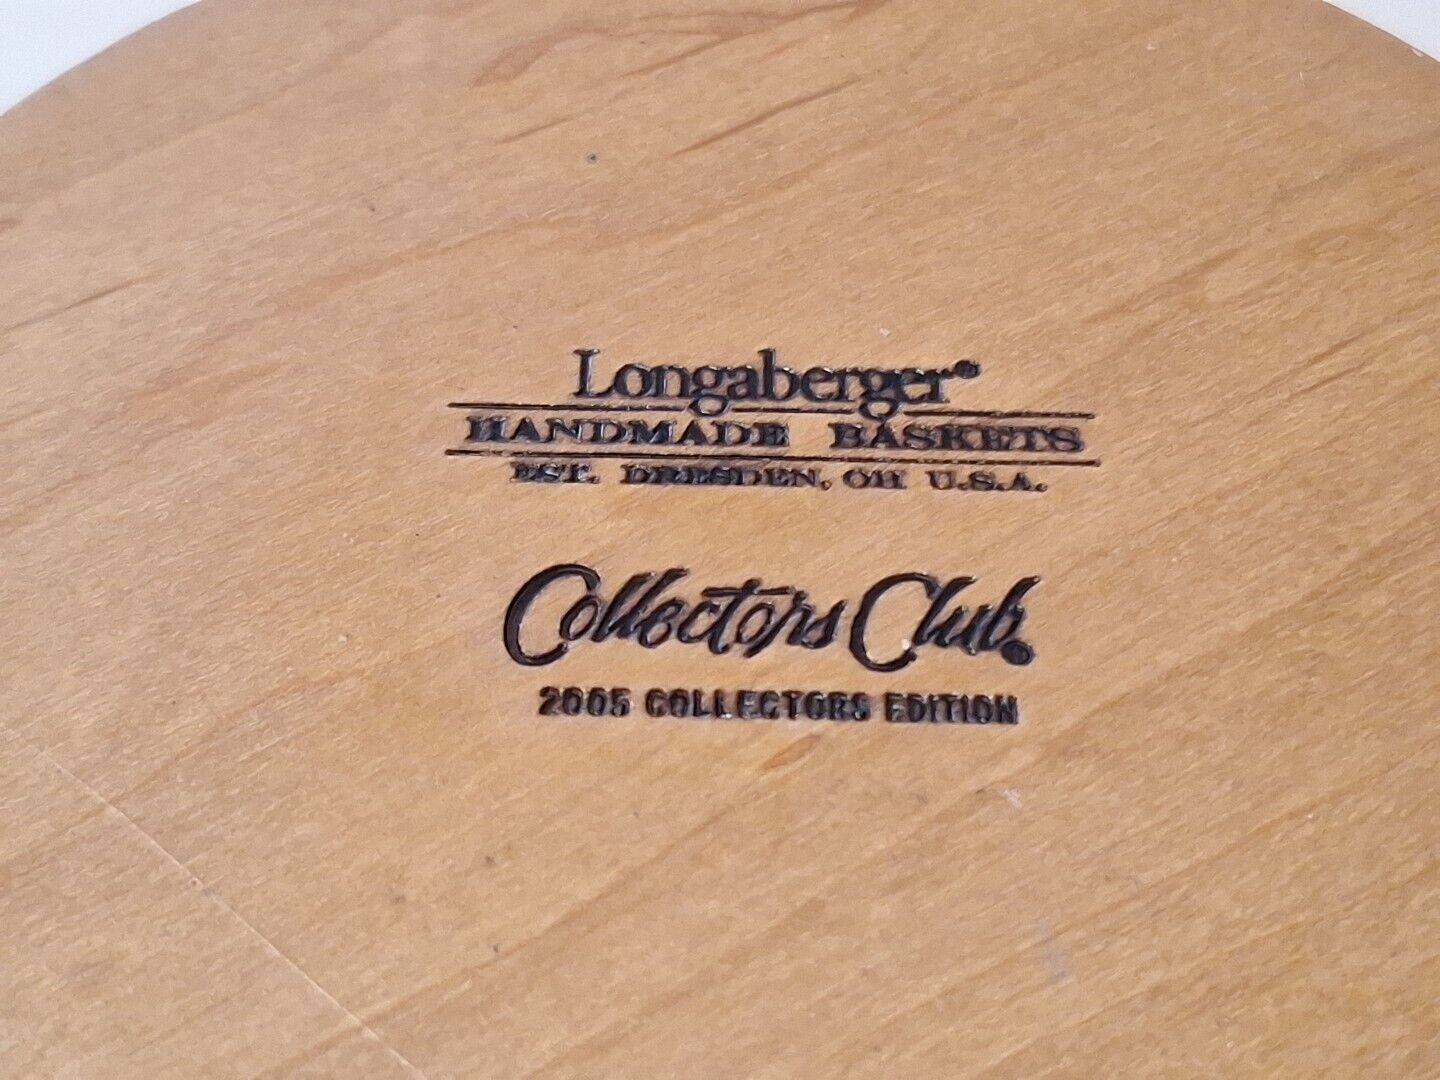 Longaberger®
HANDMADE BASKETS
EST. DRESDEN, OH U.S.A.
Collectors Club®
2005 COLLECTORS EDITION